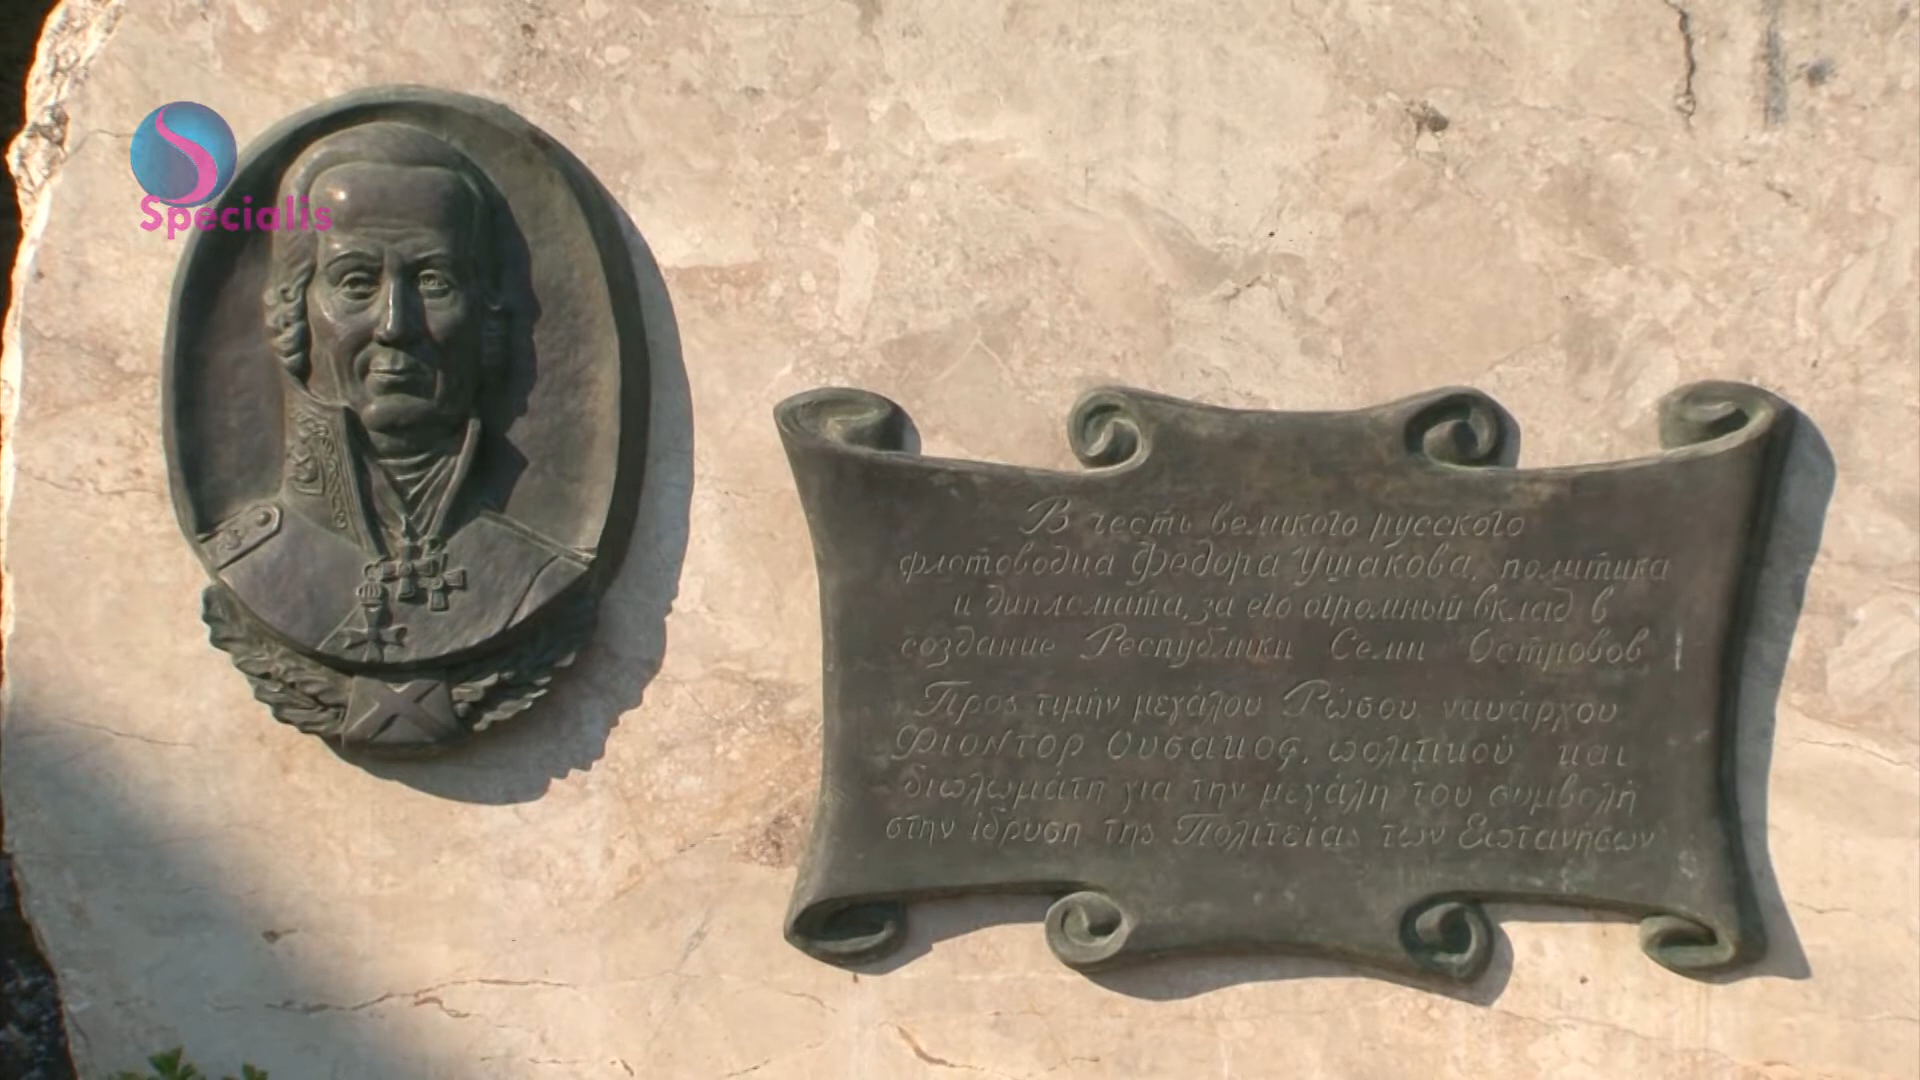 Specialis
В честь великого русского
флотоводца Федора Ушакова, политика
и дипломата, за его огромный вклад в
создание Республики Семи Островов
Προς τιμήν μεγάλου Ρώσου ναυάρχου
Φιοντορ Ουσακος, πολιτικού και
διπλωμάτη για την μεγάλη του συμβολή
στην ίδρυση της Πολιτείας των Επτανήσων